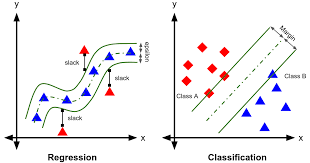 y
epsilon
slack
slack
slack
x
Regression
y
Margin
Class A
Class B
x
Classification